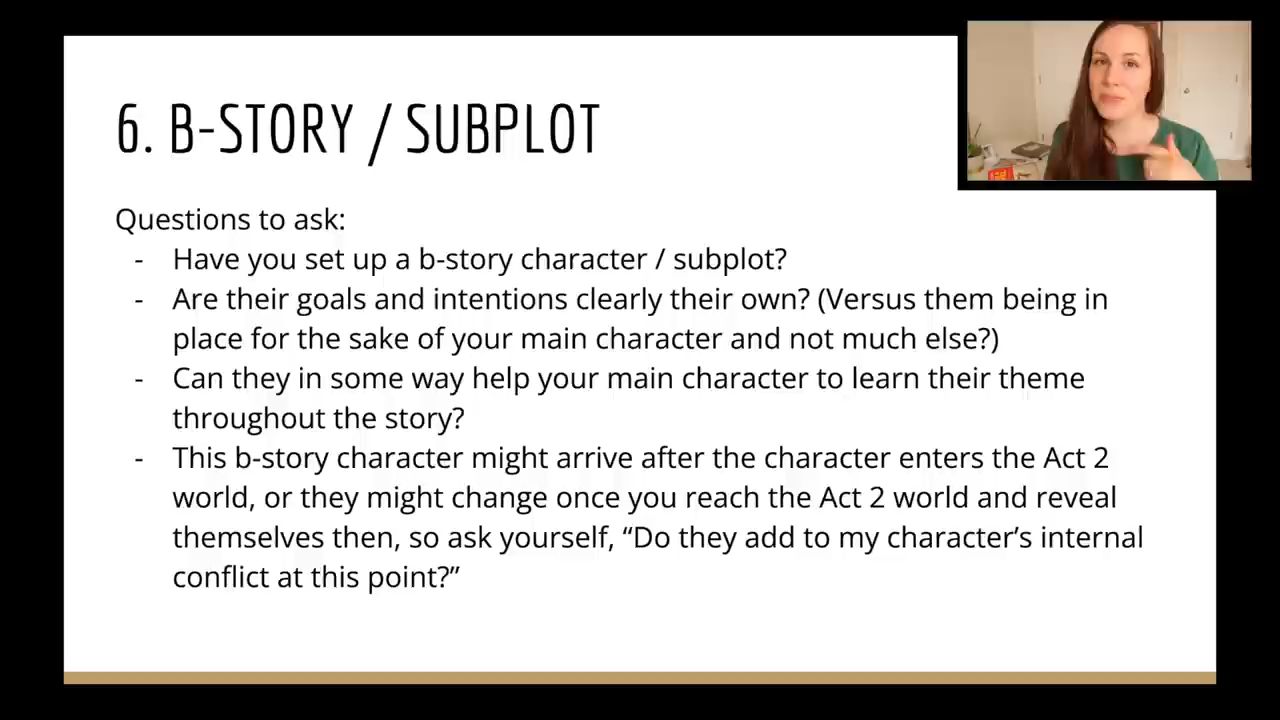 6. B-STORY / SUBPLOT
Questions to ask:
- Have you set up a b-story character / subplot?
- Are their goals and intentions clearly their own? (Versus them being in
place for the sake of your main character and not much else?)
- Can they in some way help your main character to learn their theme
throughout the story?
- This b-story character might arrive after the character enters the Act 2
world, or they might change once you reach the Act 2 world and reveal
themselves then, so ask yourself, “Do they add to my character’s internal
conflict at this point?”